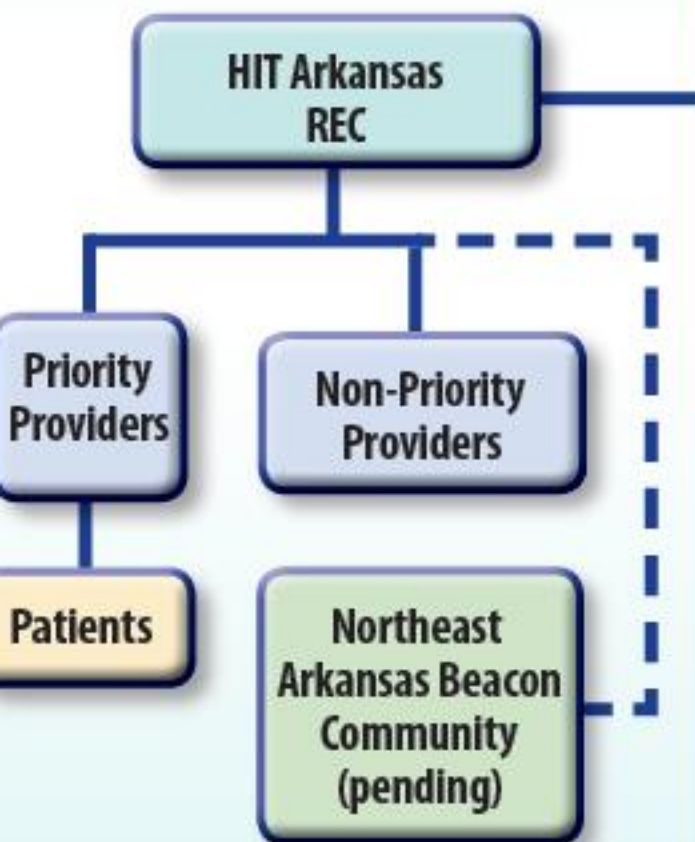 HIT Arkansas
REC
Priority
Providers
Non-Priority
Providers
Patients
Northeast
Arkansas Beacon
Community
(pending)